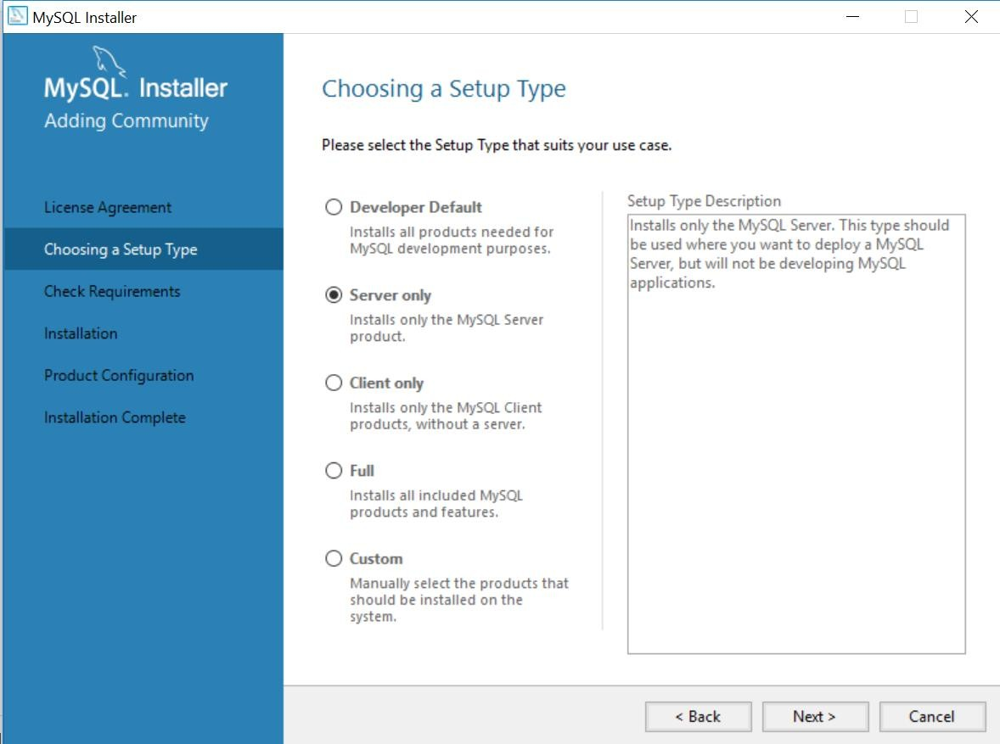 MySQL Installer
MySQL. Installer
Adding Community
License Agreement
Choosing a Setup Type
Check Requirements
Installation
Product Configuration
Installation Complete
Choosing a Setup Type
Please select the Setup Type that suits your use case.
Developer Default
Installs all products needed for
MySQL development purposes.
Server only
Installs only the MySQL Server
product.
Client only
Installs only the MySQL Client
products, without a server.
Full
Installs all included MySQL
products and features.
Custom
Manually select the products that
should be installed on the
system.
Setup Type Description
Installs only the MySQL Server. This type should
be used where you want to deploy a MySQL
Server, but will not be developing MySQL
applications.
< Back
Next >
Cancel